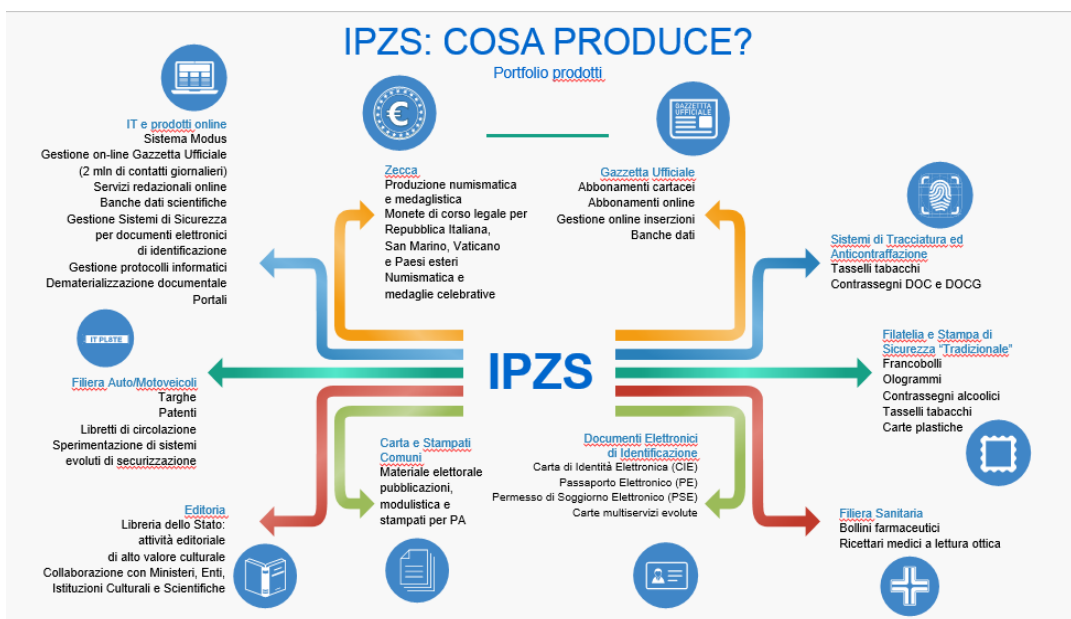 IPZS: COSA PRODUCE?
Portfolio prodotti
IT e prodotti online
Sistema Modus
Gestione on-line Gazzetta Ufficiale
(2 mln di contatti giornalieri)
Servizi redazionali online
Banche dati scientifiche
Gestione Sistemi di Sicurezza
per documenti elettronici
di identificazione
Gestione protocolli informatici
Dematerializzazione documentale
Portali
€
Zecca
Produzione numismatica
e medaglistica
Monete di corso legale per
Repubblica Italiana,
San Marino, Vaticano
e Paesi esteri
Numismatica e
medaglie celebrative
GAZZETTA
UFFICIALE
Gazzetta Ufficiale
Abbonamenti cartacei
Abbonamenti online
Gestione online inserzioni
Banche dati
Sistemi di Tracciatura ed
Anticontraffazione
Tasselli tabacchi
Contrassegni DOC e DOCG
IT PL8TE
Filiera Auto/Motoveicoli
Targhe
Patenti
Libretti di circolazione
Sperimentazione di sistemi
evoluti di securizzazione
IPZS
Filatelia e Stampa di
Sicurezza “Tradizionale”
Francobolli
Ologrammi
Contrassegni alcoolici
Tasselli tabacchi
Carte plastiche
Editoria
Libreria dello Stato:
attività editoriale
di alto valore culturale
Collaborazione con Ministeri, Enti,
Istituzioni Culturali e Scientifiche
Carta e Stampati
Comuni
Materiale elettorale
pubblicazioni,
modulistica e
stampati per PA
Documenti Elettronici
di Identificazione
Carta di Identità Elettronica (CIE)
Passaporto Elettronico (PE)
Permesso di Soggiorno Elettronico (PSE)
Carte multiservizi evolute
Filiera Sanitaria
Bollini farmaceutici
Ricettari medici a lettura ottica